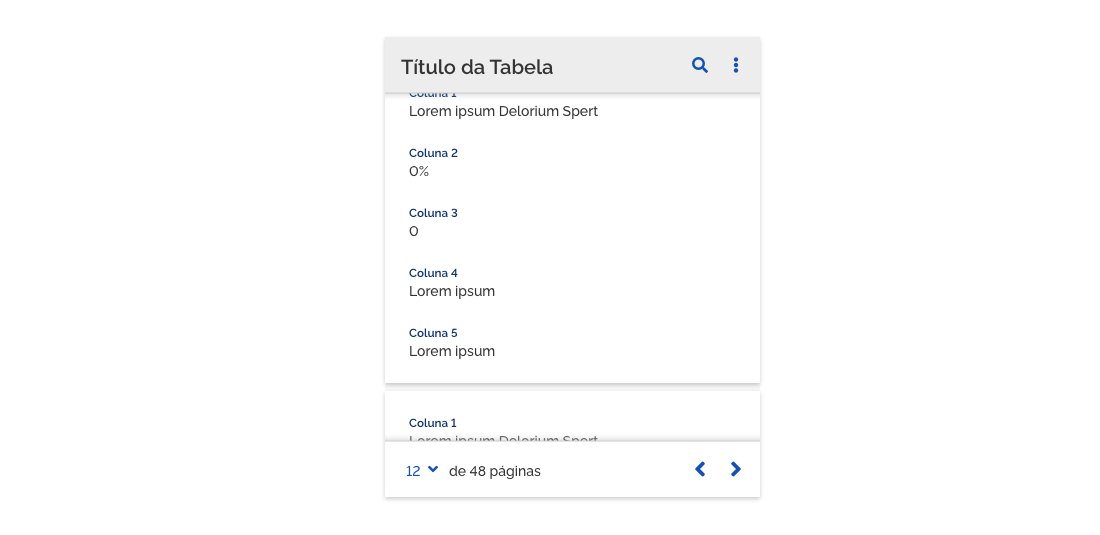 Título da Tabela
Coluna 1
Lorem ipsum Delorium Spert
Coluna 2
0%
Coluna 3
0
Coluna 4
Lorem ipsum
Coluna 5
Lorem ipsum
Coluna 1
Lorem ipsum Delorium Spert
12 de 48 páginas